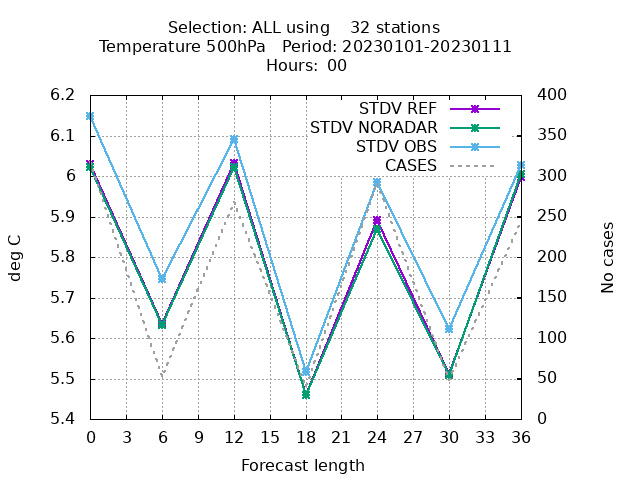 Selection: ALL using    32 stations
Temperature 500hPa   Period: 20230101-20230111
Hours: 00
STDV REF
STDV NORADAR
STDV OBS
CASES
6.2
6.1
6
5.9
5.8
5.7
5.6
5.5
5.4
400
350
300
250
200
150
100
50
0
deg C
No cases
0 3 6 9 12 15 18 21 24 27 30 33 36
Forecast length